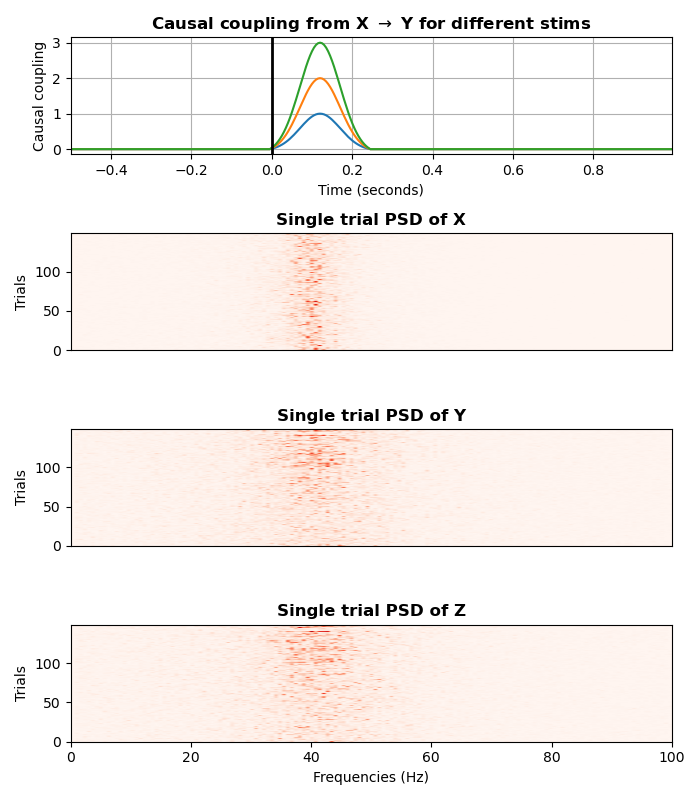 Causal coupling from X → Y for different stims
Causal coupling
3
2
1
0
−0.4 −0.2 0.0 0.2 0.4 0.6 0.8
Time (seconds)
Single trial PSD of X
Trials
100
50
0
Single trial PSD of Y
Trials
100
50
0
Single trial PSD of Z
Trials
100
50
0
0 20 40 60 80 100
Frequencies (Hz)